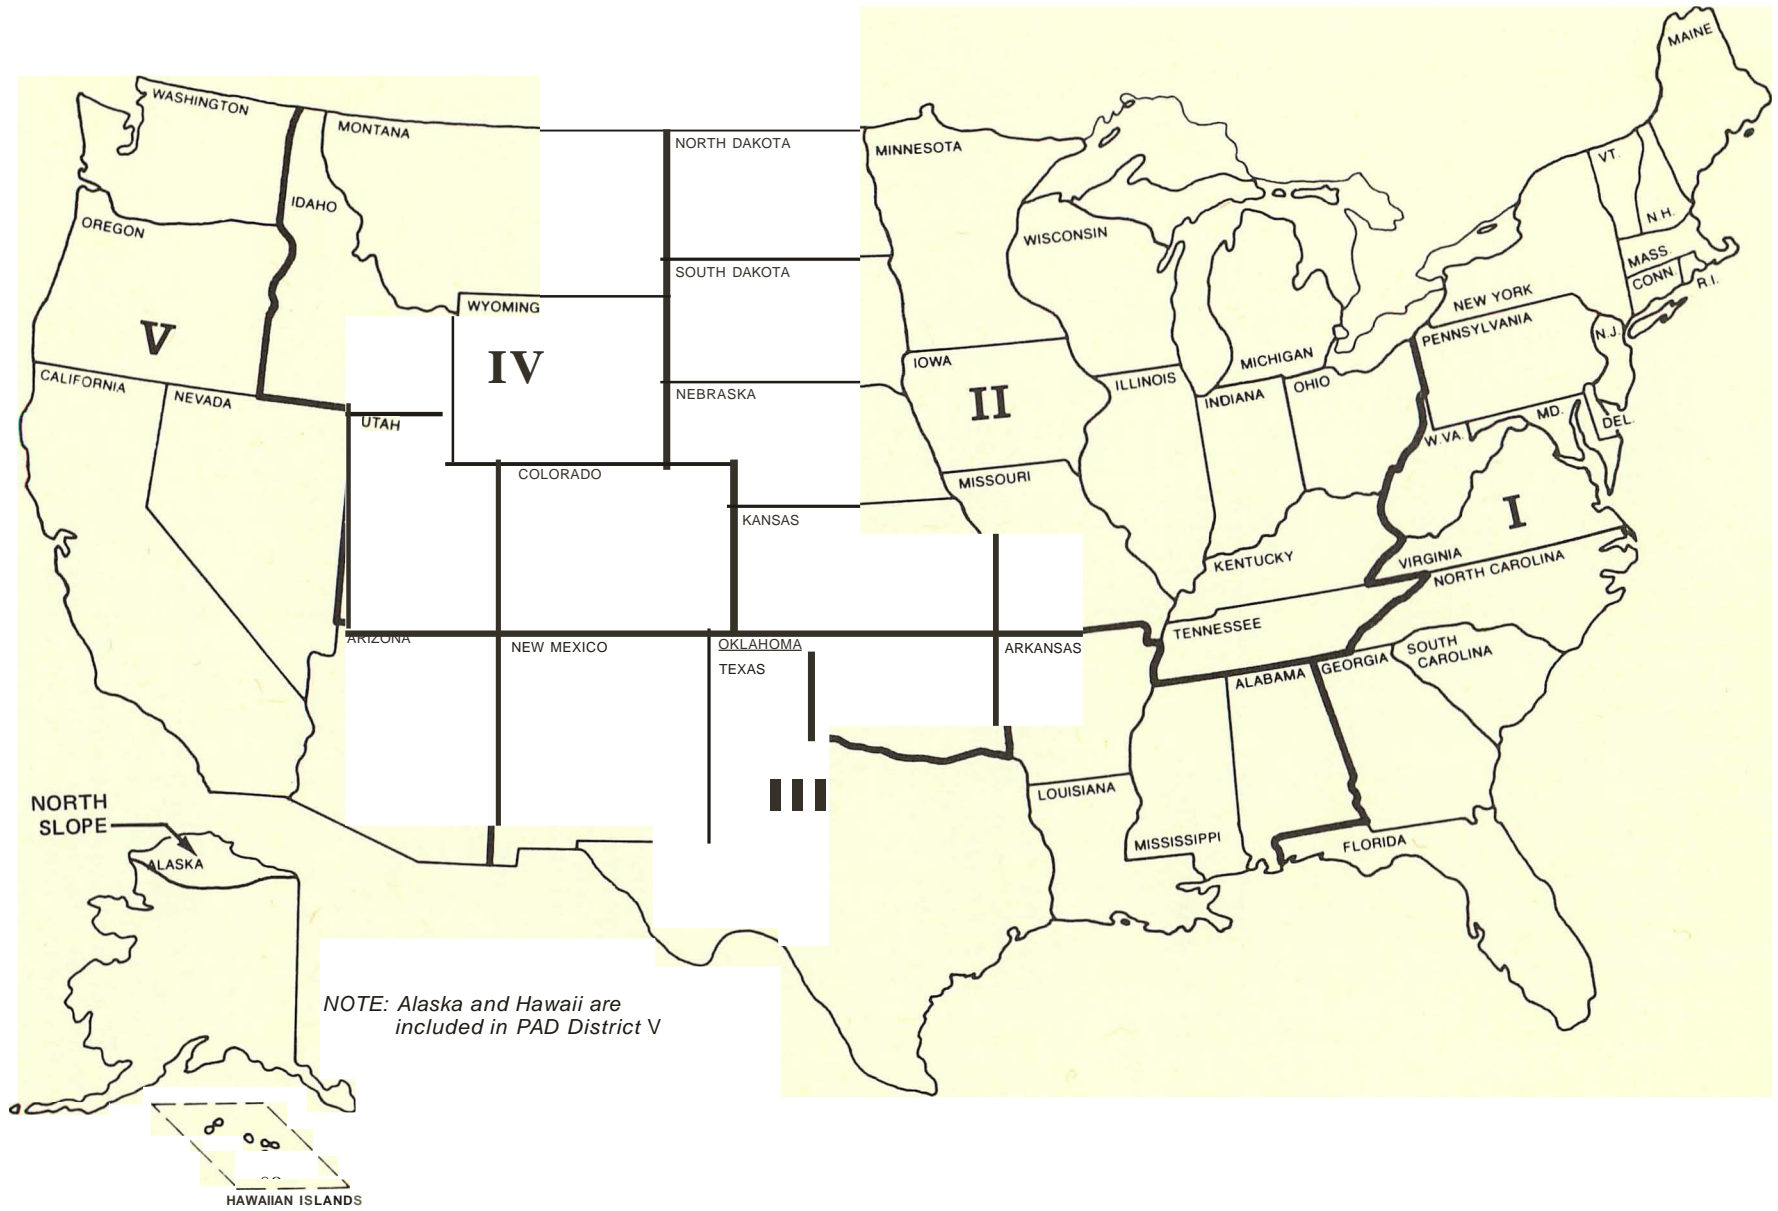 MAINE
WASHINGTON
MONTANA
NORTH DAKOTA
MINNESOTA
VT.
N.H.
IDAHO
OREGON
WISCONSIN
MASS.
CONN.
R.I.
SOUTH DAKOTA
WYOMING
NEW YORK
PENNSYLVANIA
N.J.
V
IV
IOWA
MICHIGAN
CALIFORNIA
NEVADA
UTAH
NEBRASKA
II
ILLINOIS
INDIANA
OHIO
MD.
DEL.
W.VA.
COLORADO
MISSOURI
KANSAS
I
KENTUCKY
VIRGINIA
NORTH CAROLINA
ARIZONA
NEW MEXICO
OKLAHOMA
TEXAS
ARKANSAS
TENNESSEE
ALABAMA
GEORGIA
SOUTH
CAROLINA
III
LOUISIANA
MISSISSIPPI
FLORIDA
NORTH
SLOPE
ALASKA
NOTE: Alaska and Hawaii are
included in PAD District V
HAWAIIAN ISLANDS